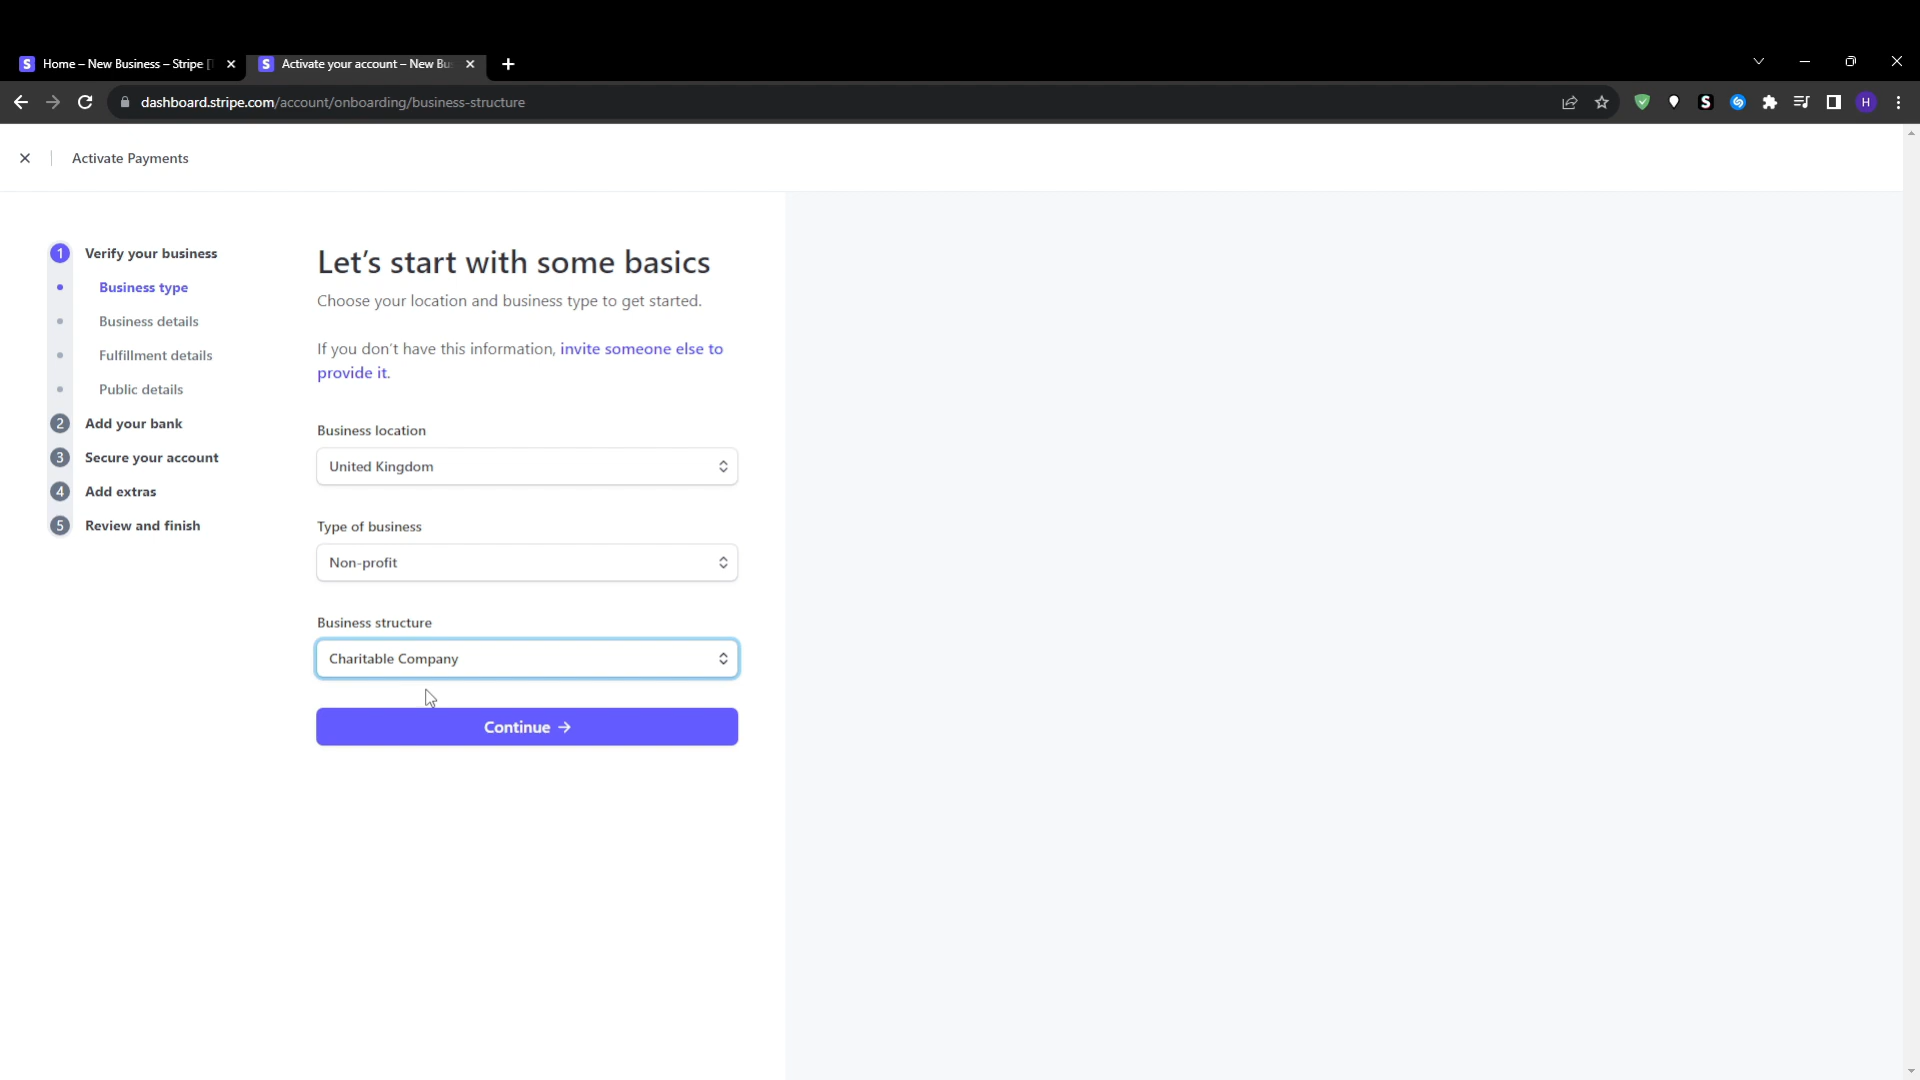 Home – New Business – Stripe [
Activate your account – New Bu
dashboard.stripe.com/account/onboarding/business-structure
H
Activate Payments
1 Verify your business
Business type
Business details
Fulfillment details
Public details
2 Add your bank
3 Secure your account
4 Add extras
5 Review and finish
Let's start with some basics
Choose your location and business type to get started.
If you don't have this information, invite someone else to
provide it.
Business location
United Kingdom
Type of business
Non-profit
Business structure
Charitable Company
Continue →